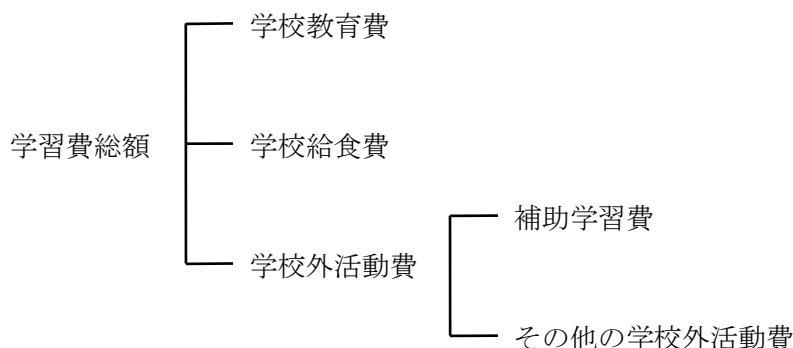 学校教育費
学習費総額
学校給食費
補助学習費
学校外活動費
その他の学校外活動費